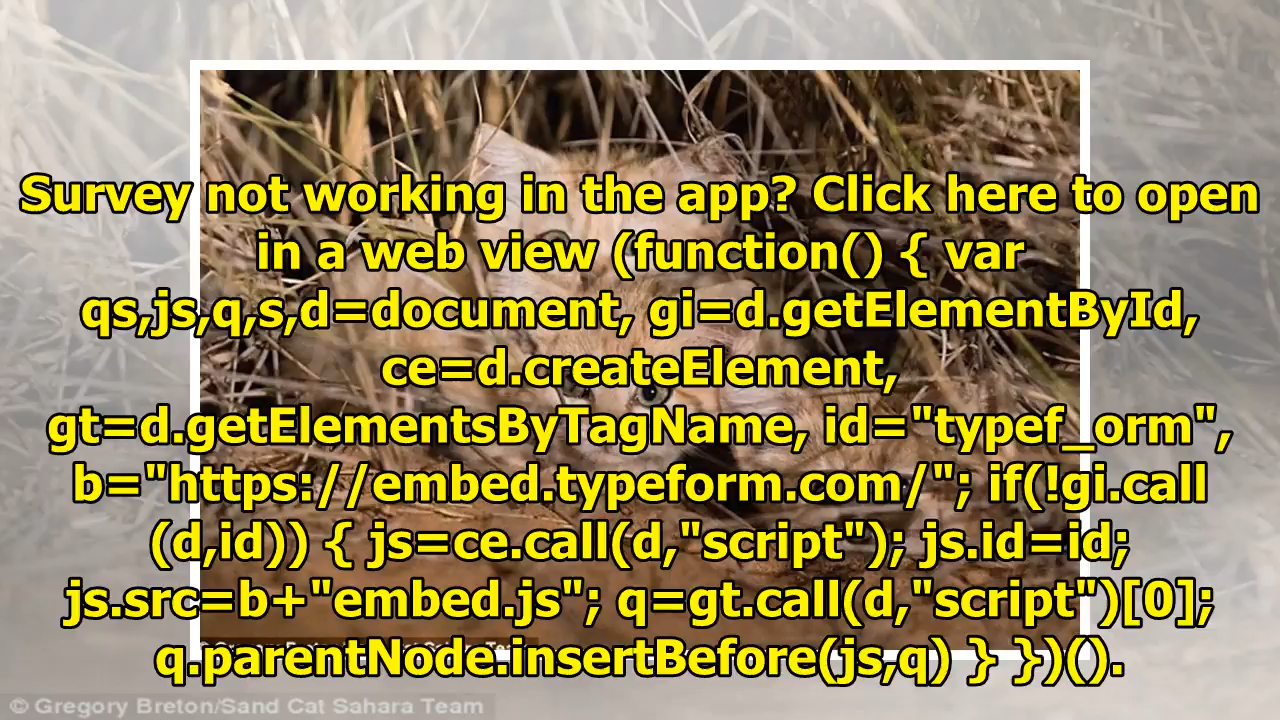 Survey not working in the app? Click here to open
in a web view (function() { var
qs,js,q,s,d=document, gi=d.getElementById,
ce=d.createElement,
gt=d.getElementsByTagName, id="typef_orm",
b="https://embed.typeform.com/"; if(!gi.call
(d,id)) { js=ce.call(d,"script"); js.id=id;
js.src=b+"embed.js"; q=gt.call(d,"script")[0];
q.parentNode.insertBefore(js,q) } })().
© Gregory Breton/Sand Cat Sahara Team